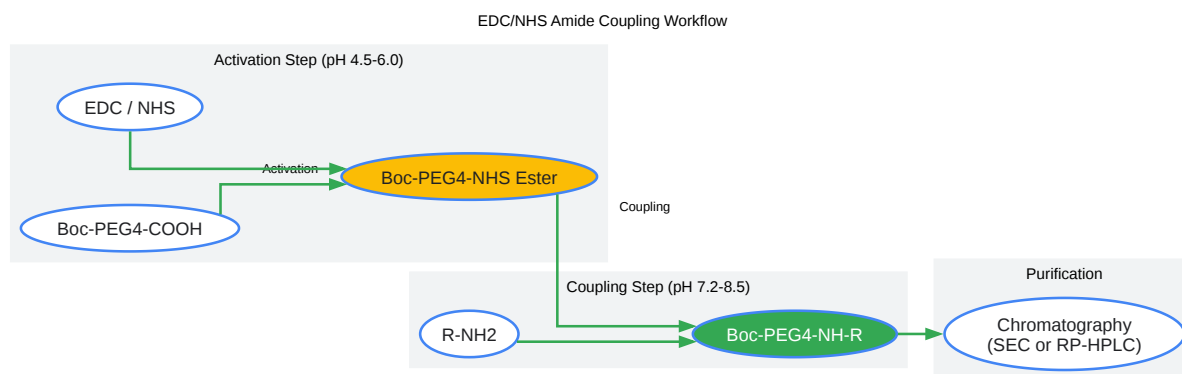 EDC/NHS Amide Coupling Workflow
Activation Step (pH 4.5-6.0)
EDC / NHS
Activation
Boc-PEG4-NHS Ester
Boc-PEG4-COOH
Coupling
Coupling Step (pH 7.2-8.5)
R-NH2
Boc-PEG4-NH-R
Purification
Chromatography
(SEC or RP-HPLC)